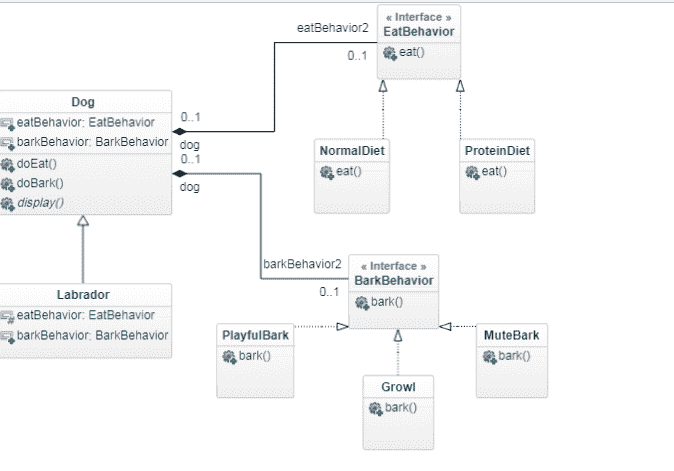 « Interface »
EatBehavior
eat()
eatBehavior2
0..1
Dog
eatBehavior: EatBehavior
barkBehavior: BarkBehavior
doEat()
doBark()
display()
0..1
dog
0..1
dog
NormalDiet
eat()
ProteinDiet
eat()
barkBehavior2
0..1
« Interface »
BarkBehavior
bark()
Labrador
eatBehavior: EatBehavior
barkBehavior: BarkBehavior
PlayfulBark
bark()
MuteBark
bark()
Growl
bark()